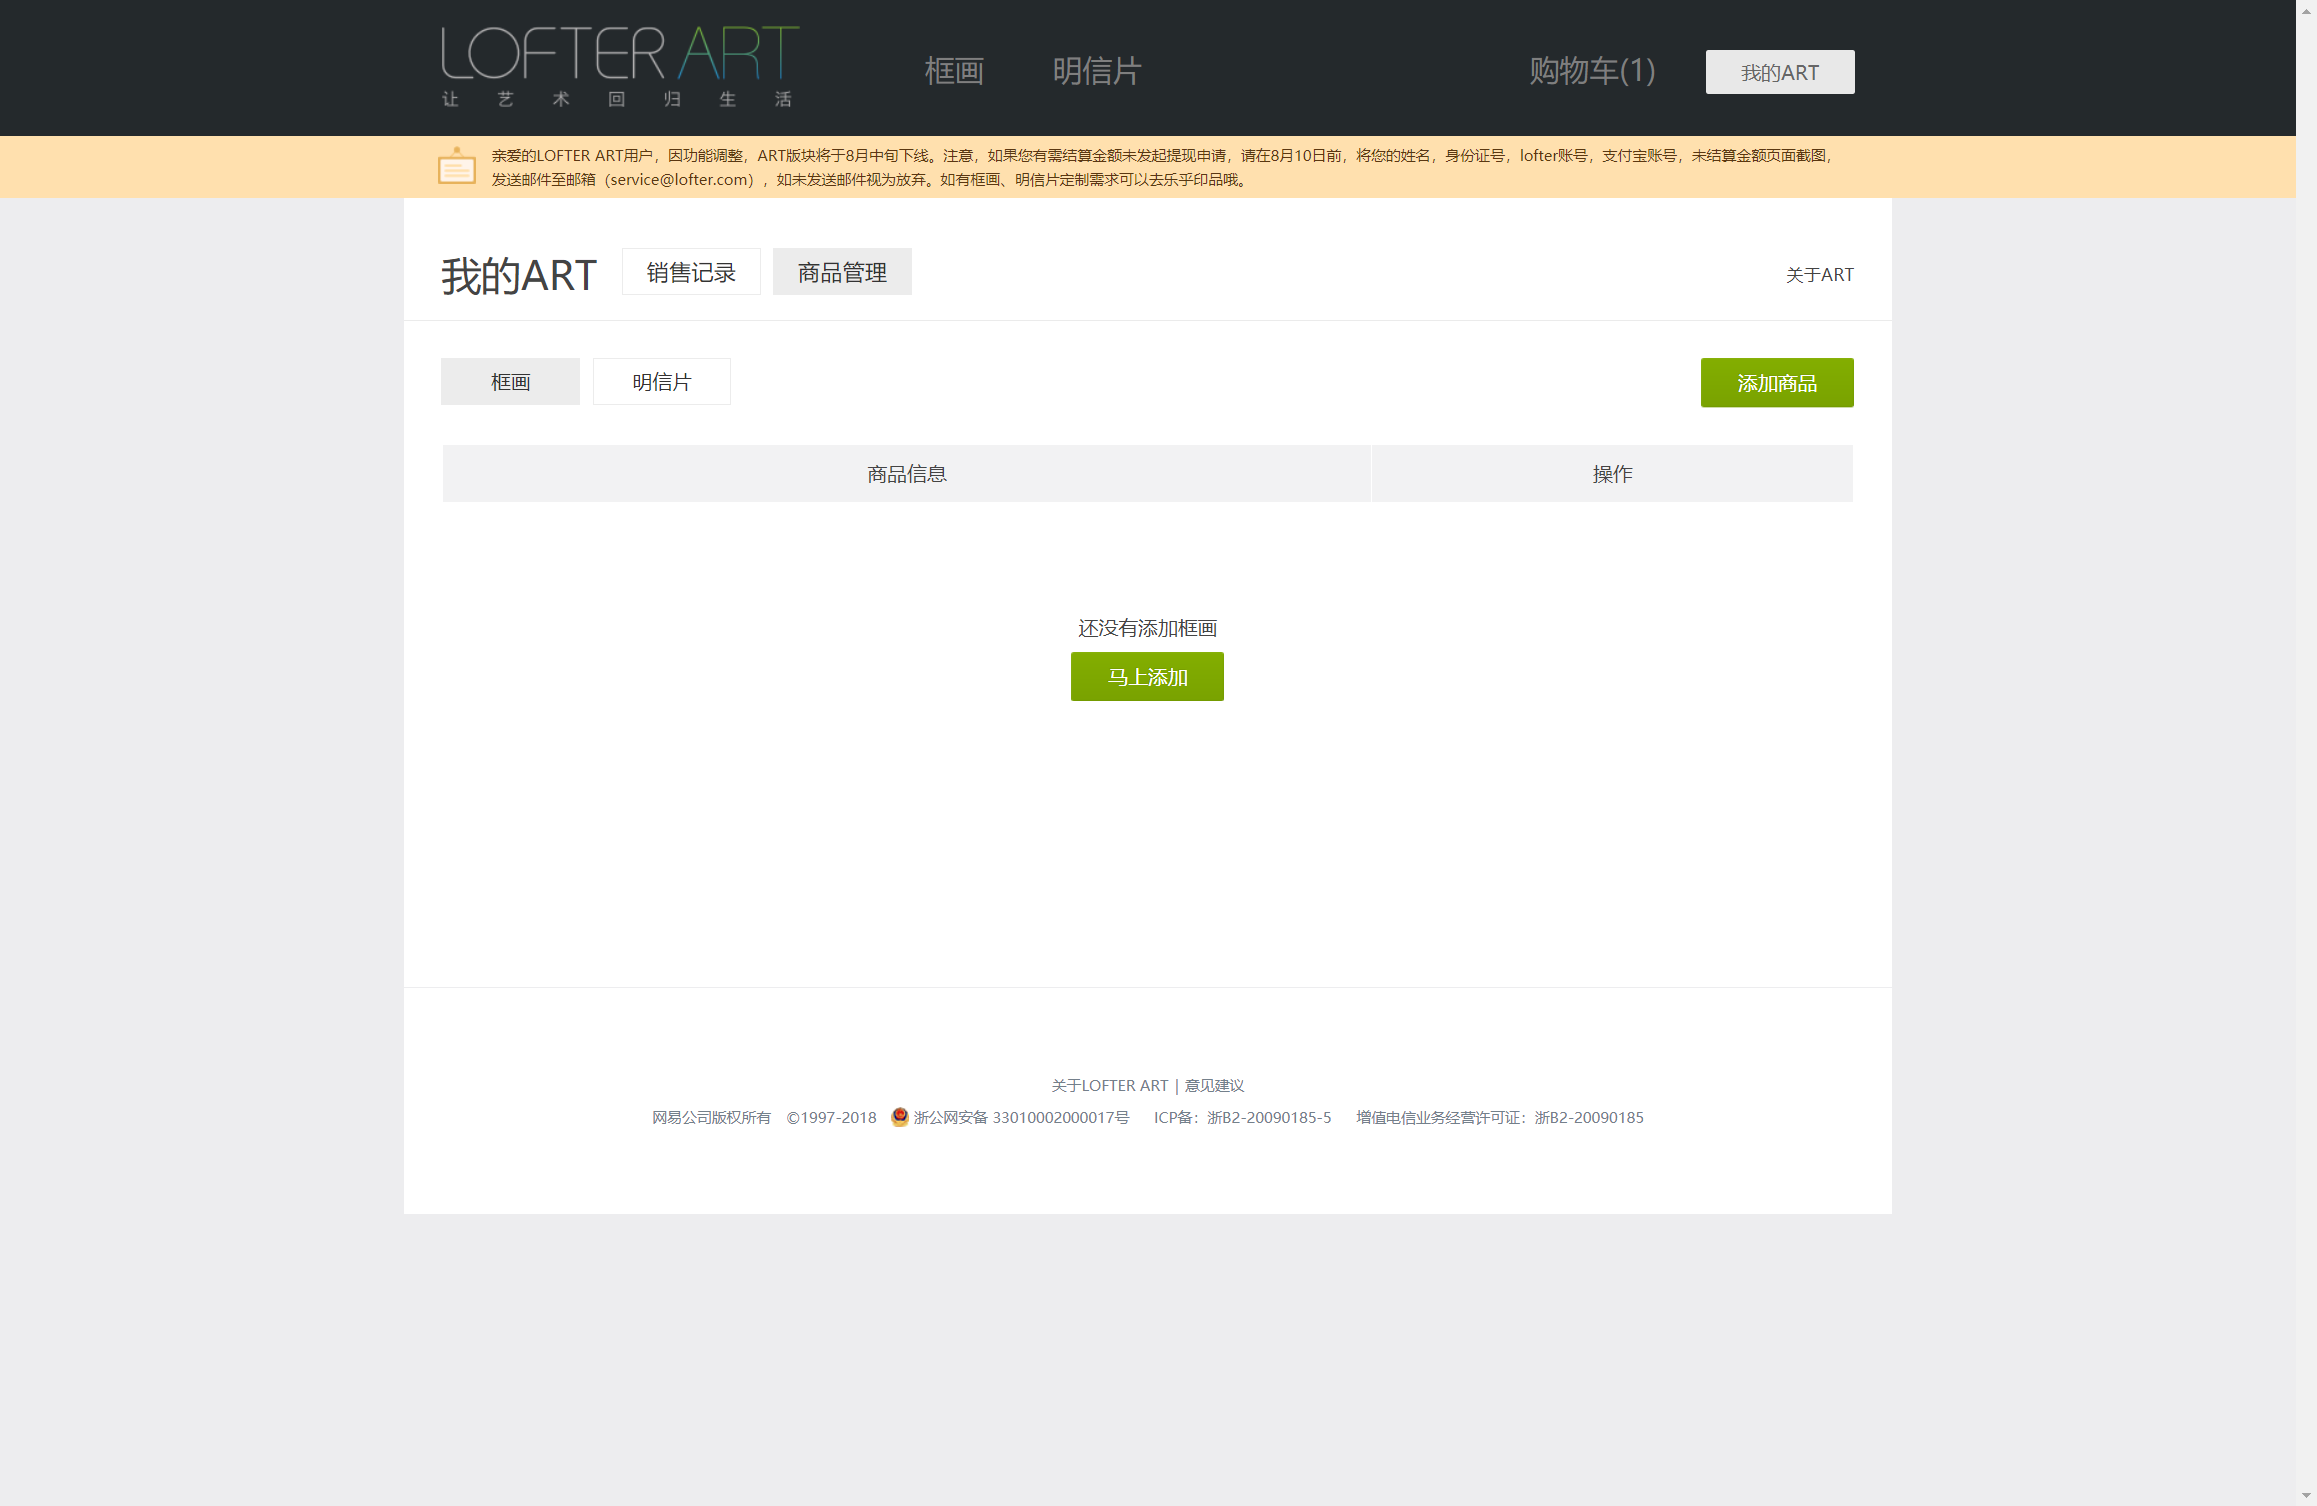 LOFTER ART
让艺术回归生活
框画 明信片 购物车(1) 我的ART
亲爱的LOFTER ART用户，因功能调整，ART版块将于8月中旬下线。注意，如果您有需结算金额未发起提现申请，请在8月10日前，将您的姓名，身份证号，lofter账号，支付宝账号，未结算金额页面截图，
发送邮件至邮箱（service@lofter.com），如未发送邮件视为放弃。如有框画、明信片定制需求可以去乐乎印品哦。
我的ART 销售记录 商品管理 关于ART
框画 明信片 添加商品
商品信息 操作
还没有添加框画
马上添加
关于LOFTER ART | 意见建议
网易公司版权所有 ©1997-2018 浙公网安备 33010002000017号 ICP备：浙B2-20090185-5 增值电信业务经营许可证：浙B2-20090185